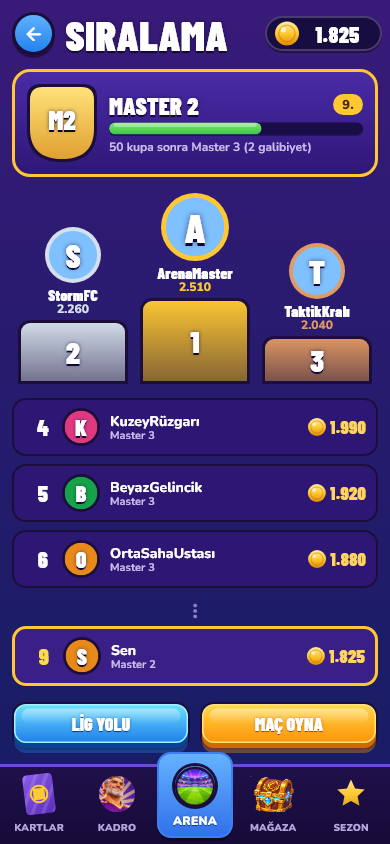 SIRALAMA
1.825
M2
MASTER 2
9.
50 kupa sonra Master 3 (2 galibiyet)
S
StormFC
2.260
2
A
ArenaMaster
2.510
1
T
TaktikKralı
2.040
3
4 K KuzeyRüzgarı 1.990
Master 3
5 B BeyazGelincik 1.920
Master 3
6 O OrtaSahaUstası 1.880
Master 3
9 S Sen 1.825
Master 2
LİG YOLU
MAÇ OYNA
KARTLAR
KADRO
ARENA
MAĞAZA
SEZON